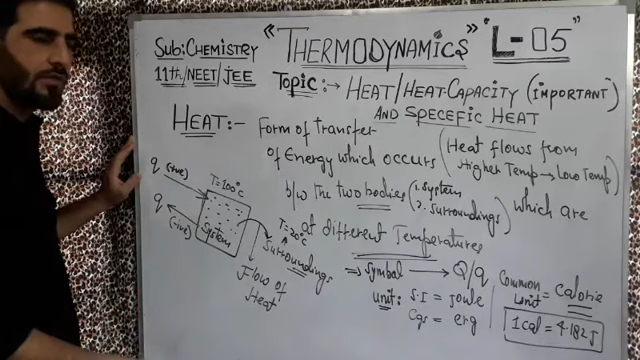 Sub: CHEMISTRY
"THERMODYNAMICS" "L-05"
11th/NEET/JEE
Topic:→ HEAT/HEAT-CAPACITY (IMPORTANT)
AND SPECEFIC HEAT
HEAT:- Form of transfer
of Energy which occurs (Heat flows from
Higher Temp → Low Temp)
b/w The two bodies (1. System
2. Surroundings) which are
at different Temperatures
q (+ive)
T=100°C
q
(-ive)
System
T=20°C
Surroundings
Flow of
Heat
⇒ Symbol → Q/q
unit: S.I = joule
Cgs = erg
Common
unit = calorie
1 cal = 4.182 J